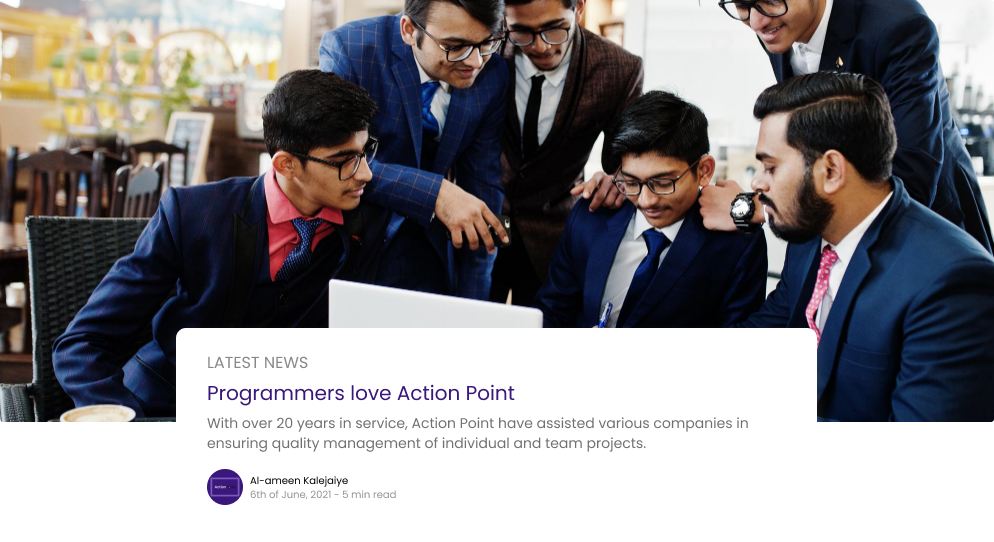 LATEST NEWS
Programmers love Action Point
With over 20 years in service, Action Point have assisted various companies in
ensuring quality management of individual and team projects.
Action
Al-ameen Kalejaiye
6th of June, 2021 - 5 min read